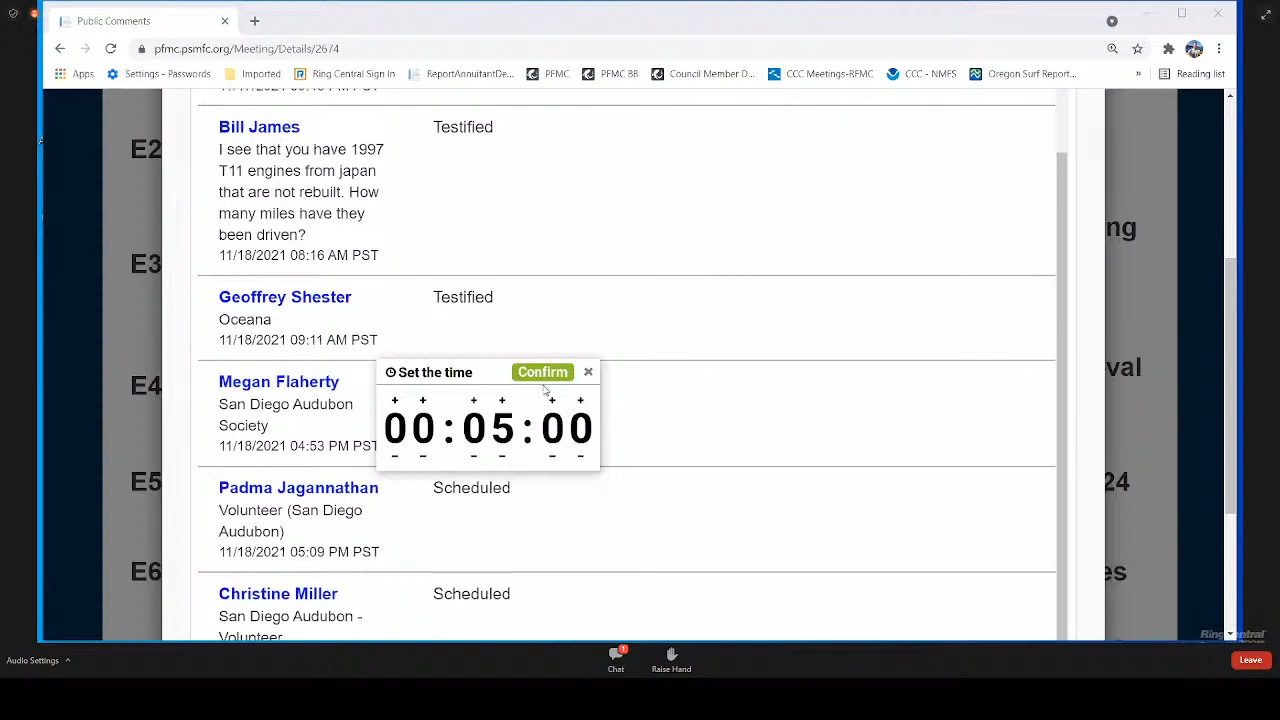 Public Comments
pfmc.psmfc.org/Meeting/Details/2674
Apps Settings - Passwords Imported Ring Central Sign In ReportAnnuitantDe... PFMC PFMC BB Council Member D... CCC Meetings-RFMC CCC - NMFS Oregon Surf Report... » Reading list
E2
Bill James Testified
I see that you have 1997
T11 engines from japan
that are not rebuilt. How
many miles have they
been driven?
11/18/2021 08:16 AM PST
ng
E3
Geoffrey Shester Testified
Oceana
11/18/2021 09:11 AM PST
E4
Megan Flaherty
San Diego Audubon
Society
11/18/2021 04:53 PM PST
val
Set the time Confirm ×
+ + + + + +
00:05:00
- - - - - -
E5
Padma Jagannathan Scheduled
Volunteer (San Diego
Audubon)
11/18/2021 05:09 PM PST
24
E6
Christine Miller Scheduled
San Diego Audubon -
Volunteer
es
RingCentral
Audio Settings
1
Chat
Raise Hand
Leave